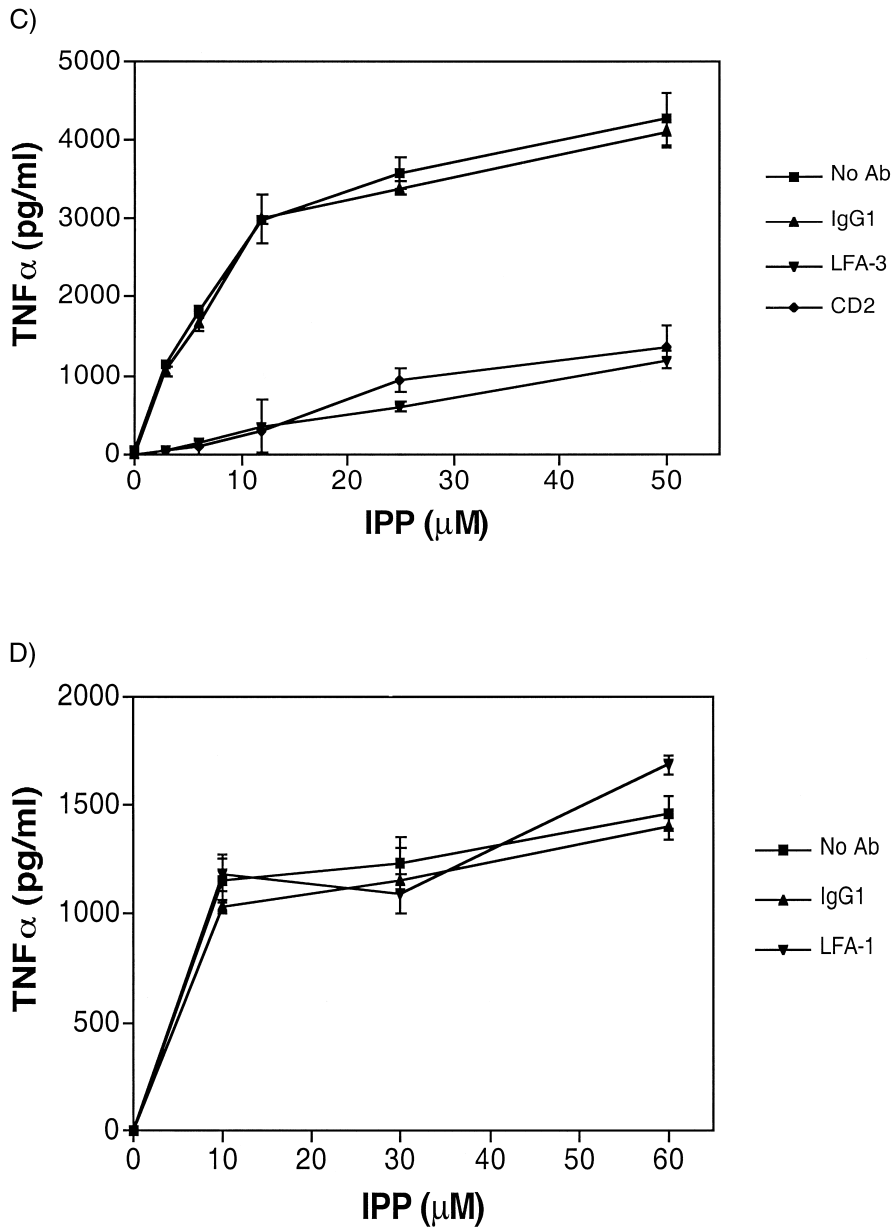 C)
5000
4000
3000
2000
1000
0
TNFα (pg/ml)
0 10 20 30 40 50
IPP (μM)
No Ab
IgG1
LFA-3
CD2
D)
2000
1500
1000
500
0
TNFα (pg/ml)
0 10 20 30 40 50 60
IPP (μM)
No Ab
IgG1
LFA-1